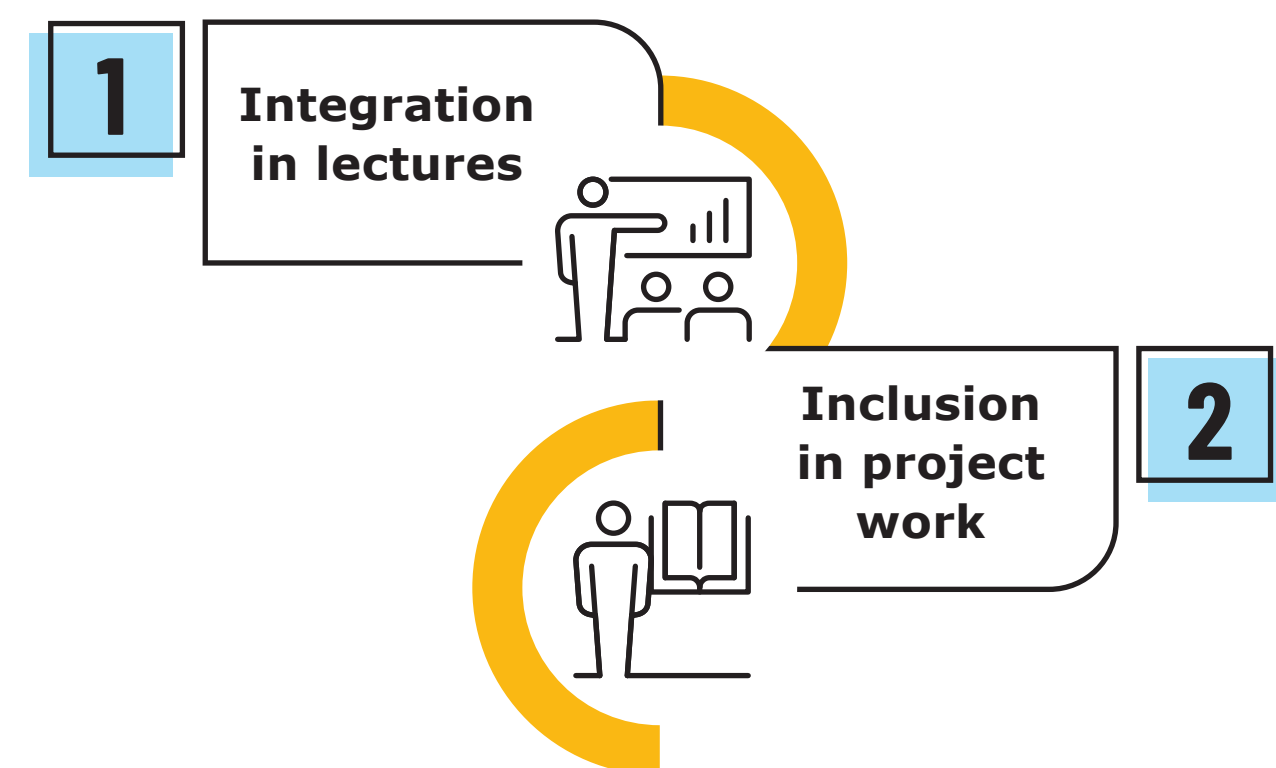 1
Integration
in lectures
Inclusion
in project
work
2